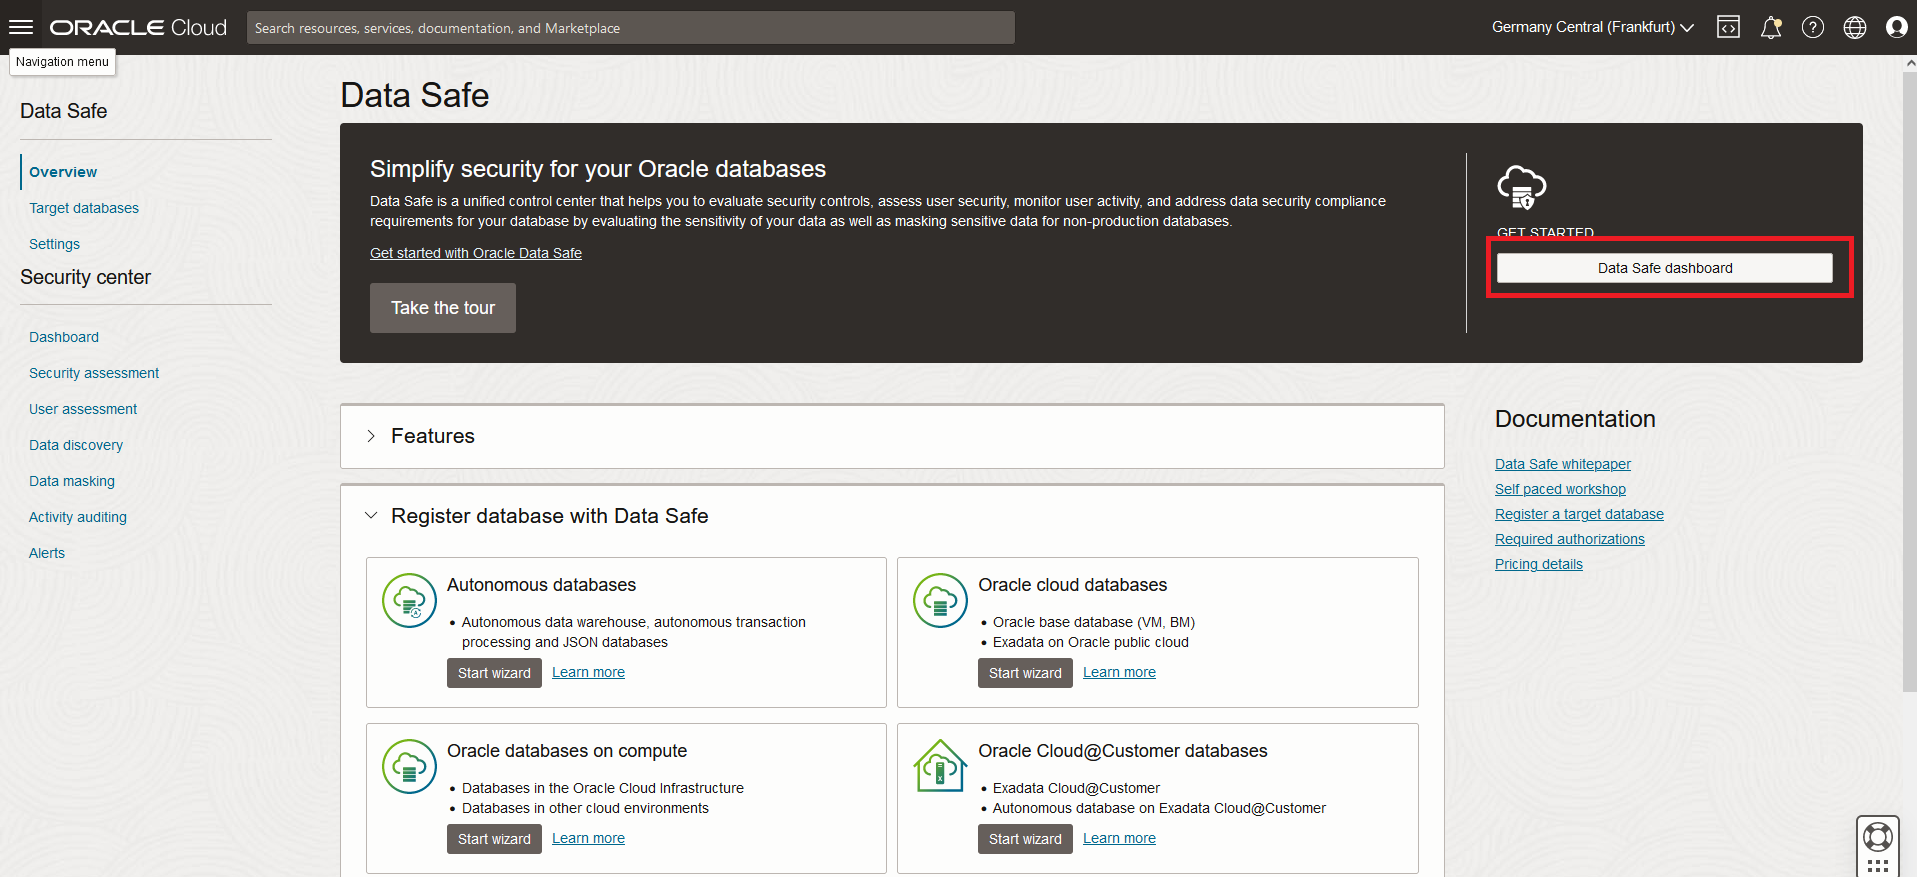 ORACLE Cloud
Search resources, services, documentation, and Marketplace
Germany Central (Frankfurt)
Navigation menu
Data Safe
Overview
Target databases
Settings
Security center
Dashboard
Security assessment
User assessment
Data discovery
Data masking
Activity auditing
Alerts
Data Safe
Simplify security for your Oracle databases
Data Safe is a unified control center that helps you to evaluate security controls, assess user security, monitor user activity, and address data security compliance
requirements for your database by evaluating the sensitivity of your data as well as masking sensitive data for non-production databases.
Get started with Oracle Data Safe
Take the tour
GET STARTED
Data Safe dashboard
Features
Register database with Data Safe
Autonomous databases
• Autonomous data warehouse, autonomous transaction
processing and JSON databases
Start wizard Learn more
Oracle cloud databases
• Oracle base database (VM, BM)
• Exadata on Oracle public cloud
Start wizard Learn more
Oracle databases on compute
• Databases in the Oracle Cloud Infrastructure
• Databases in other cloud environments
Start wizard Learn more
Oracle Cloud@Customer databases
• Exadata Cloud@Customer
• Autonomous database on Exadata Cloud@Customer
Start wizard Learn more
Documentation
Data Safe whitepaper
Self paced workshop
Register a target database
Required authorizations
Pricing details